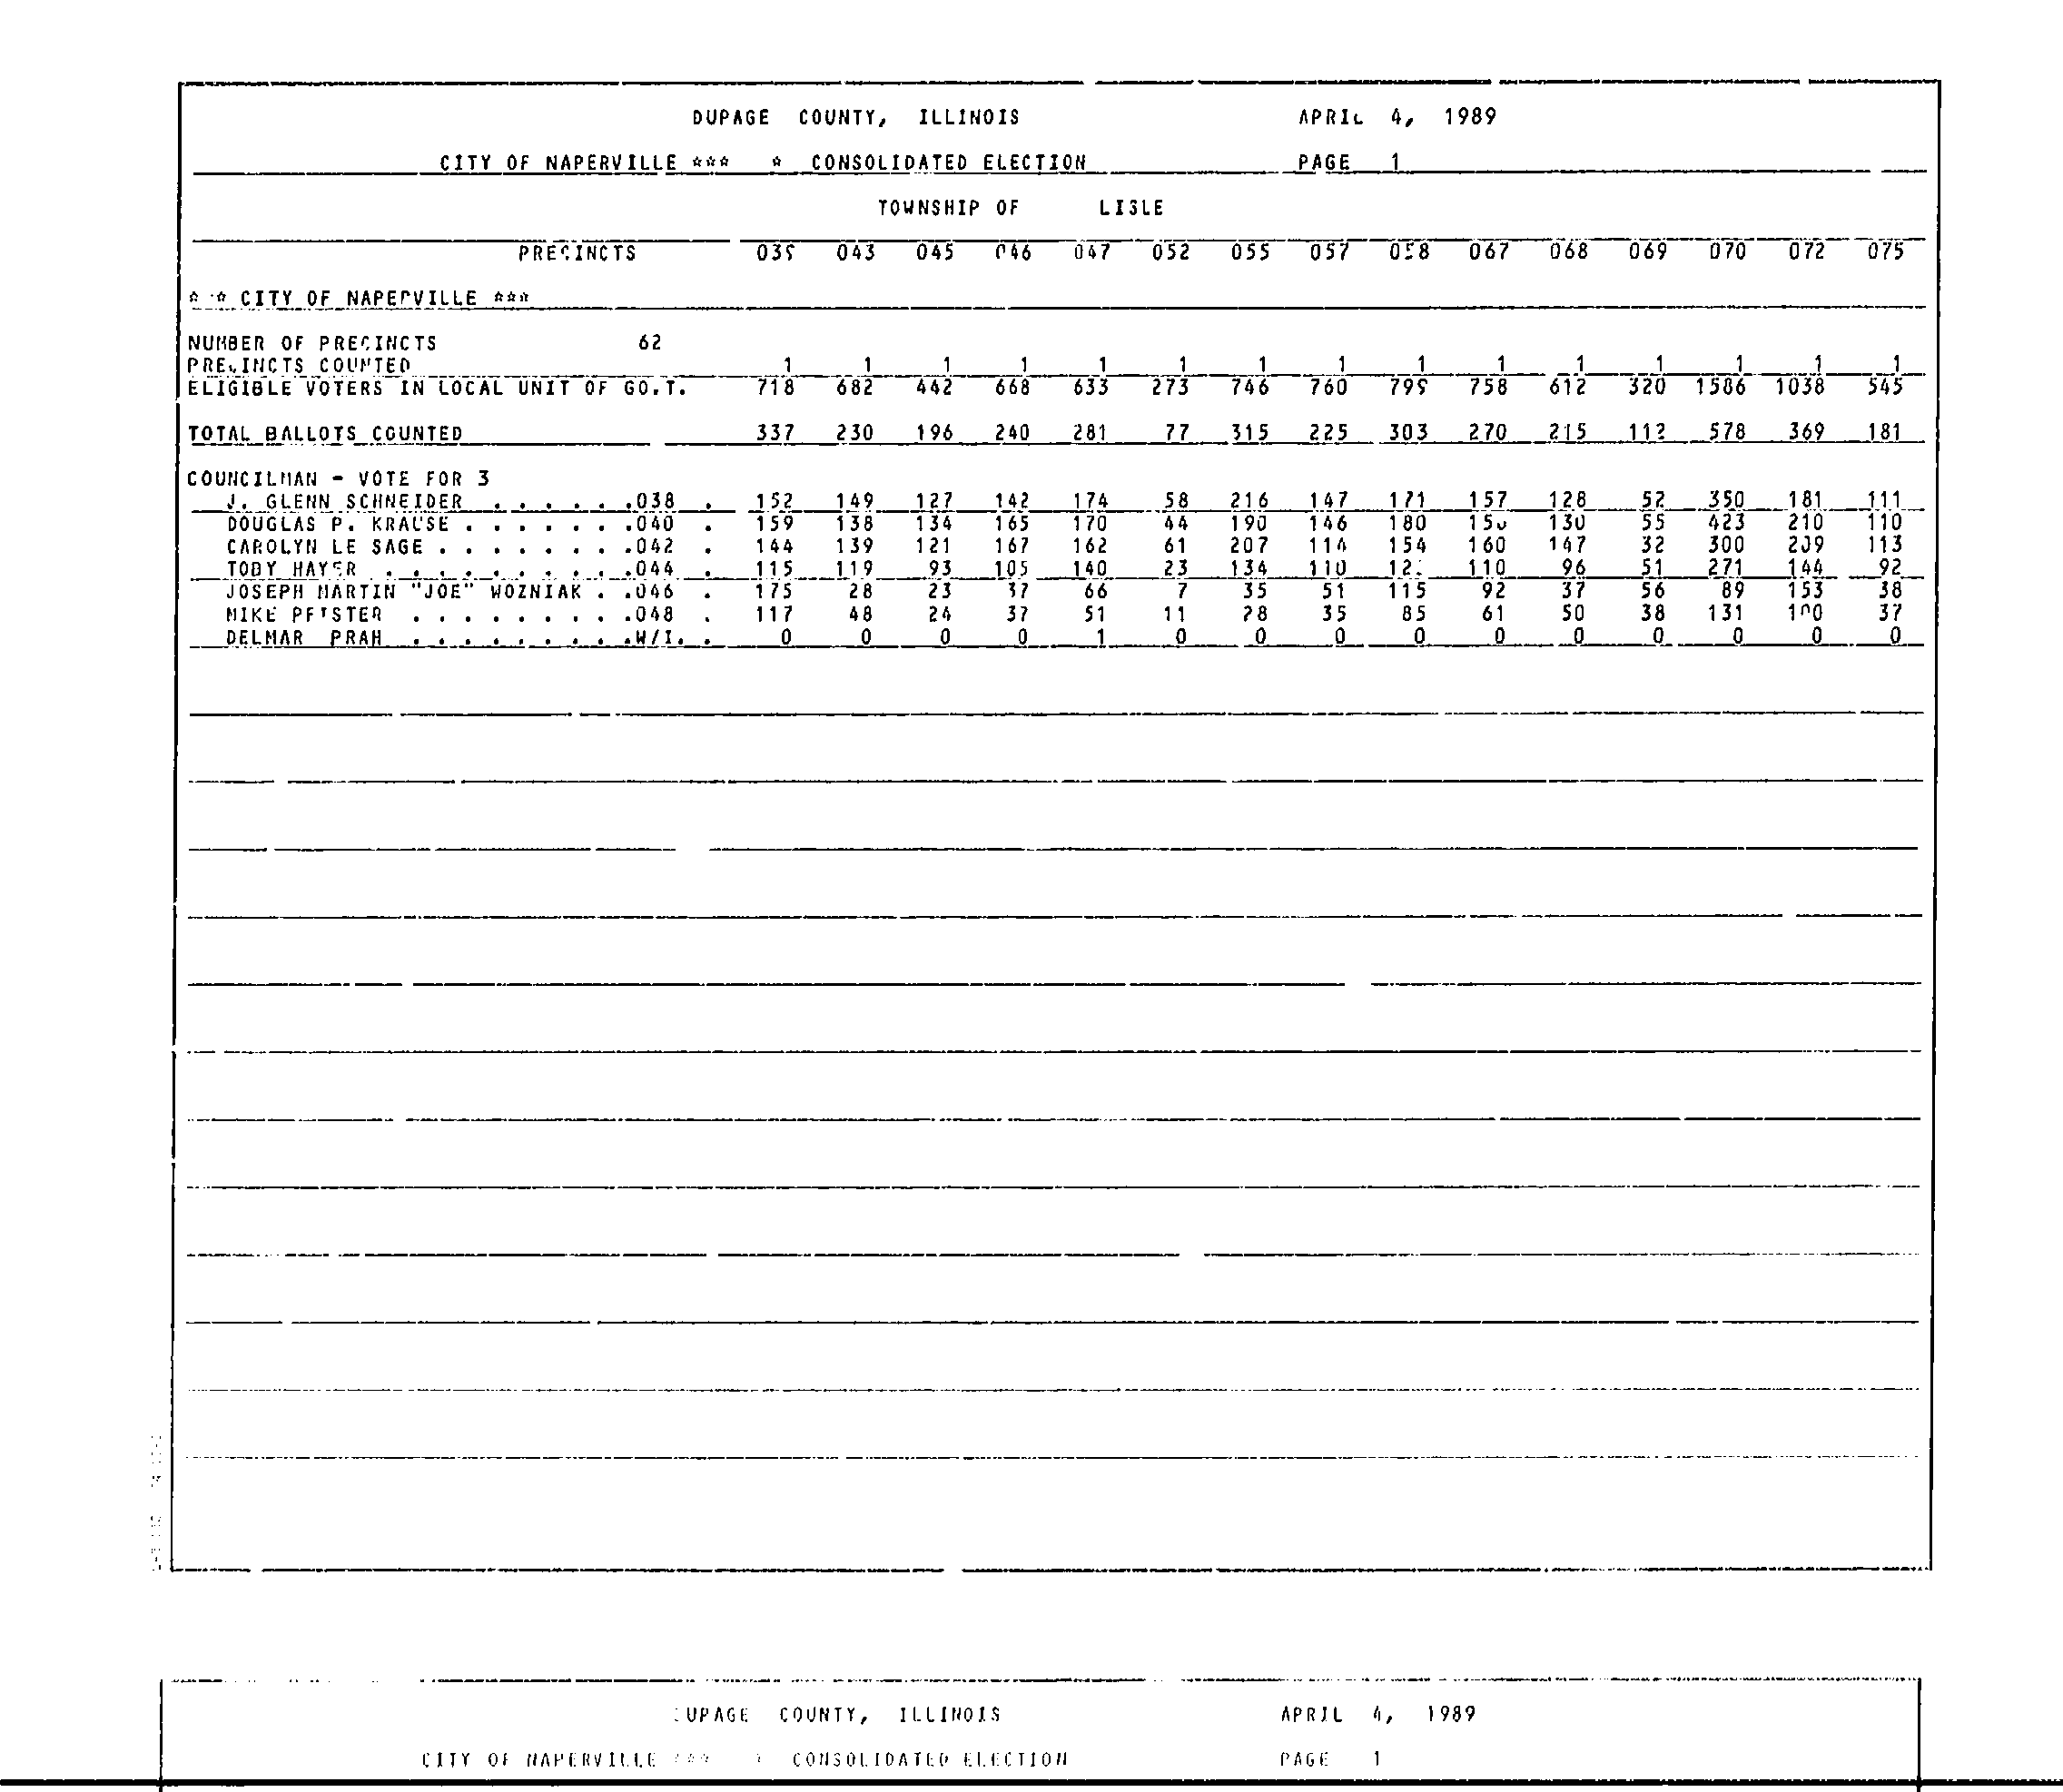 DUPAGE COUNTY, ILLINOIS APRIL 4, 1989
CITY OF NAPERVILLE *** * CONSOLIDATED ELECTION PAGE 1
TOWNSHIP OF LISLE
PRECINCTS 039 043 045 046 047 052 055 057 058 067 068 069 070 072 075
* * CITY OF NAPERVILLE ***
NUMBER OF PRECINCTS 62
PRECINCTS COUNTED 1 1 1 1 1 1 1 1 1 1 1 1 1 1 1
ELIGIBLE VOTERS IN LOCAL UNIT OF GOVT. 718 682 442 668 633 273 746 760 799 758 612 320 1586 1038 545
TOTAL BALLOTS COUNTED 337 230 196 240 281 77 315 225 303 270 215 112 578 369 181
COUNCILMAN - VOTE FOR 3
J. GLENN SCHNEIDER . . . . . .038 . 152 149 127 142 174 58 216 147 171 157 128 52 350 181 111
DOUGLAS P. KRAUSE . . . . . . .040 . 159 138 134 165 170 44 190 146 180 130 55 423 210 110
CAROLYN LE SAGE . . . . . . . .042 . 144 139 121 167 162 61 207 154 160 147 32 300 209 113
TOBY HAYER . . . . . . . . . .044 . 115 119 93 105 140 23 134 110 110 96 51 271 144 92
JOSEPH MARTIN "JOE" WOZNIAK . .046 . 175 28 23 37 66 7 35 51 115 92 37 56 89 153 38
MIKE PFISTER . . . . . . . . .048 . 117 48 24 37 51 11 28 35 85 61 50 38 131 100 37
DELMAR PRAH . . . . . . . . .W/I. . 0 0 0 0 1 0 0 0 0 0 0 0 0 0 0
DUPAGE COUNTY, ILLINOIS APRIL 4, 1989
CITY OF NAPERVILLE *** * CONSOLIDATED ELECTION PAGE 1